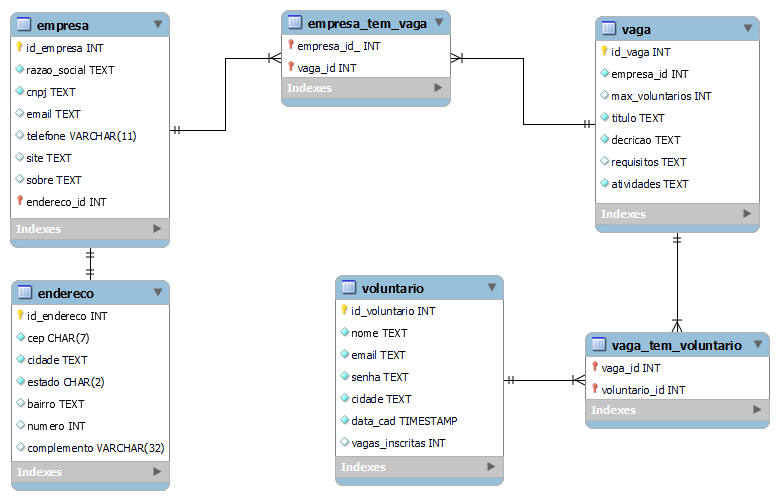 empresa
id_empresa INT
razao_social TEXT
cnpj TEXT
email TEXT
telefone VARCHAR(11)
site TEXT
sobre TEXT
endereco_id INT
Indexes
empresa_tem_vaga
empresa_id_ INT
vaga_id INT
Indexes
vaga
id_vaga INT
empresa_id INT
max_voluntarios INT
titulo TEXT
decricao TEXT
requisitos TEXT
atividades TEXT
Indexes
endereco
id_endereco INT
cep CHAR(7)
cidade TEXT
estado CHAR(2)
bairro TEXT
numero INT
complemento VARCHAR(32)
Indexes
voluntario
id_voluntario INT
nome TEXT
email TEXT
senha TEXT
cidade TEXT
data_cad TIMESTAMP
vagas_inscritas INT
Indexes
vaga_tem_voluntario
vaga_id INT
voluntario_id INT
Indexes